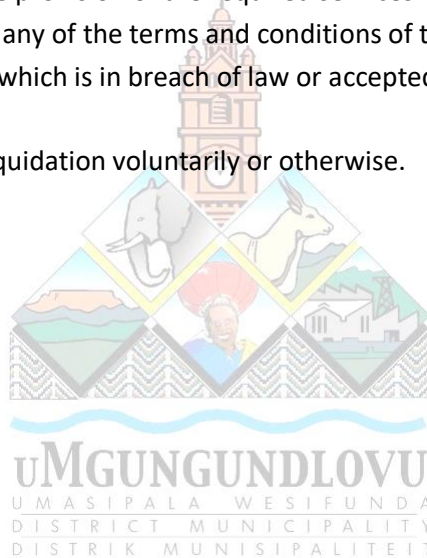 any of the terms and conditions of t
which is in breach of law or accepted
quidation voluntarily or otherwise.
UMGUNGUNDLOVU
UMASIPALA WESIFUNDA
DISTRICT MUNICIPALITY
DISTRIK MUNISIPALITEIT